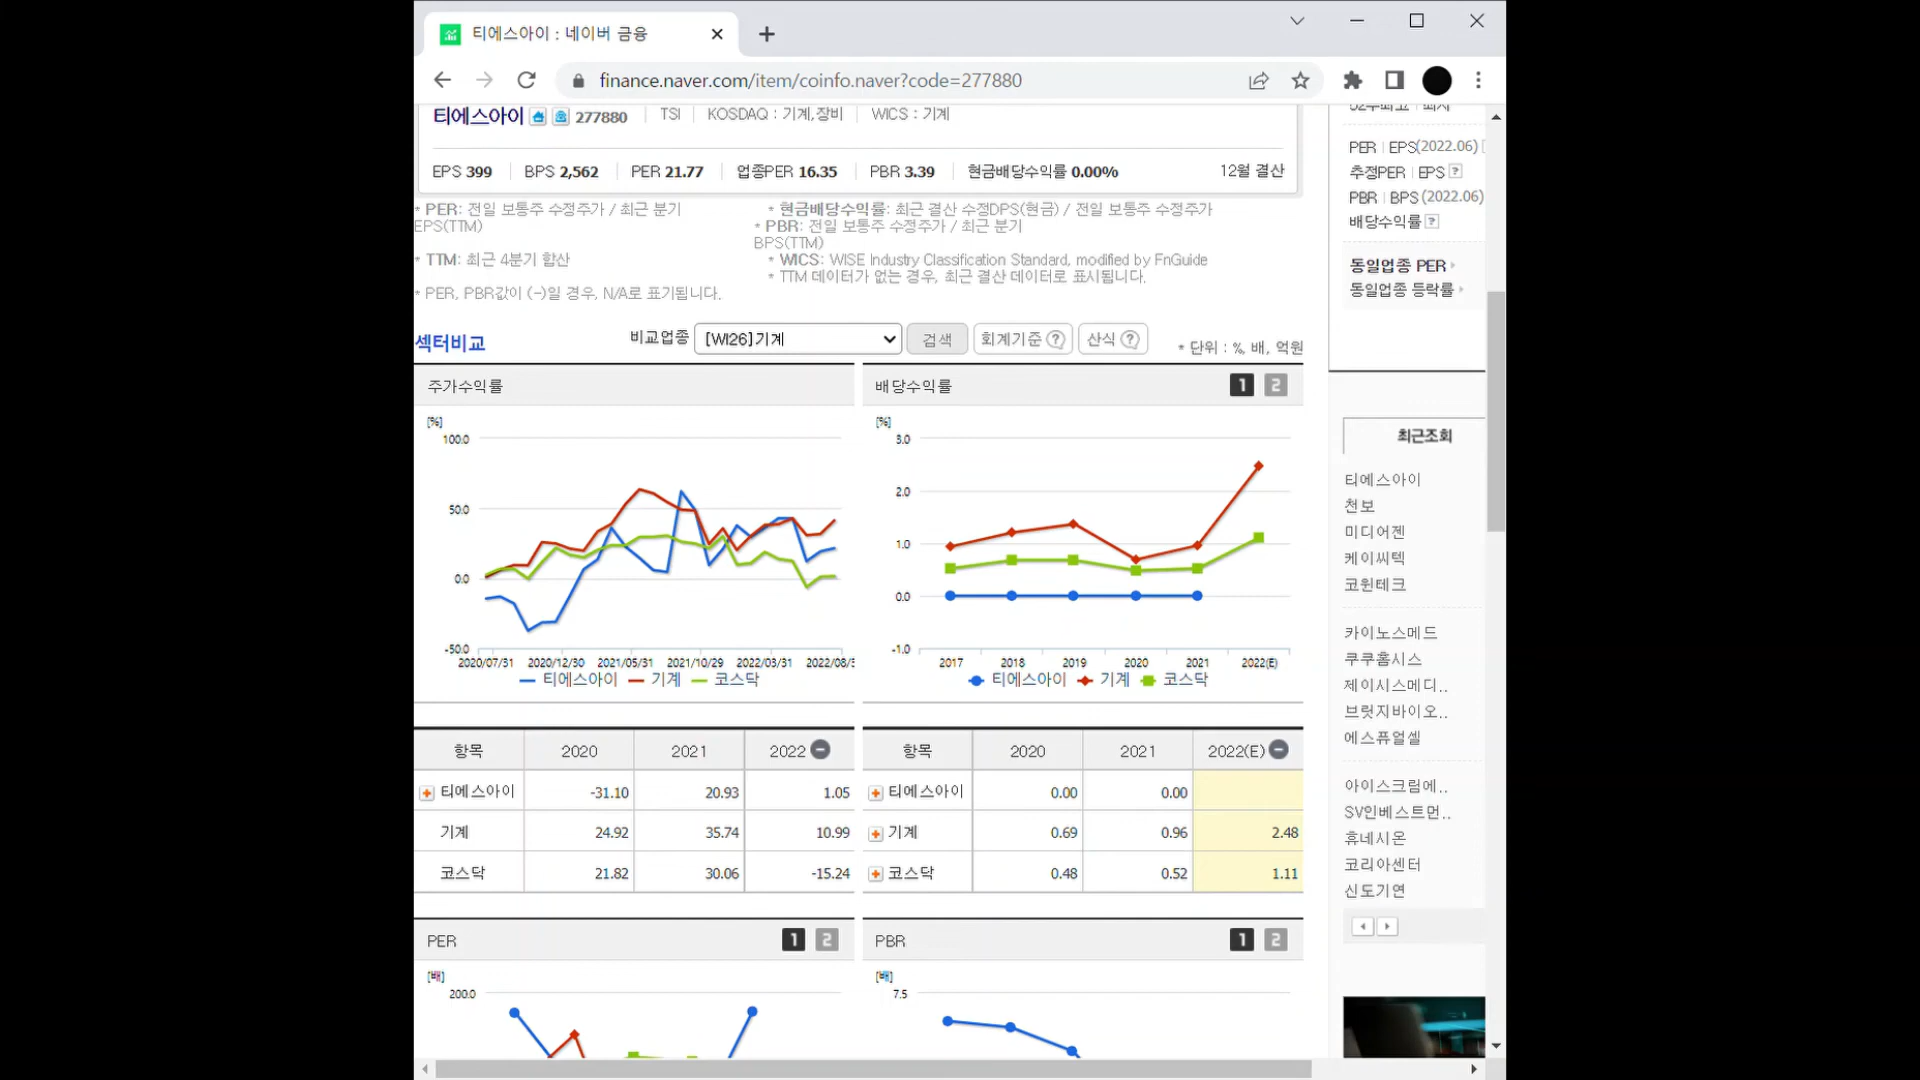 티에스아이 : 네이버 금융
finance.naver.com/item/coinfo.naver?code=277880
티에스아이 277880 TSI KOSDAQ : 기계,장비 WICS : 기계
EPS 399 BPS 2,562 PER 21.77 업종PER 16.35 PBR 3.39 현금배당수익률 0.00% 12월 결산
* PER: 전일 보통주 수정주가 / 최근 분기 EPS(TTM)
* 현금배당수익률: 최근 결산 수정DPS(현금) / 전일 보통주 수정주가
* PBR: 전일 보통주 수정주가 / 최근 분기 BPS(TTM)
* TTM: 최근 4분기 합산
* WICS: WISE Industry Classification Standard, modified by FnGuide
* TTM 데이터가 없는 경우, 최근 결산 데이터로 표시됩니다.
* PER, PBR값이 (-)일 경우, N/A로 표기됩니다.
섹터비교 비교업종 [WI26]기계 검색 회계기준 ? 산식 ? * 단위 : %, 배, 억원
주가수익률
[%]
100.0
50.0
0.0
-50.0
2020/07/31 2020/12/30 2021/05/31 2021/10/29 2022/03/31 2022/08/3
티에스아이 기계 코스닥
배당수익률 1 2
[%]
3.0
2.0
1.0
0.0
-1.0
2017 2018 2019 2020 2021 2022(E)
티에스아이 기계 코스닥
항목 2020 2021 2022
티에스아이 -31.10 20.93 1.05
기계 24.92 35.74 10.99
코스닥 21.82 30.06 -15.24
항목 2020 2021 2022(E)
티에스아이 0.00 0.00
기계 0.69 0.96 2.48
코스닥 0.48 0.52 1.11
PER 1 2
[배]
200.0
PBR 1 2
[배]
7.5
PER EPS(2022.06)
추정PER EPS ?
PBR BPS (2022.06)
배당수익률 ?
동일업종 PER
동일업종 등락률
최근조회
티에스아이
천보
미디어젠
케이씨텍
코윈테크
카이노스메드
쿠쿠홈시스
제이시스메디..
브릿지바이오..
에스퓨얼셀
아이스크림에..
SV인베스트먼..
휴네시온
코리아센터
신도기연